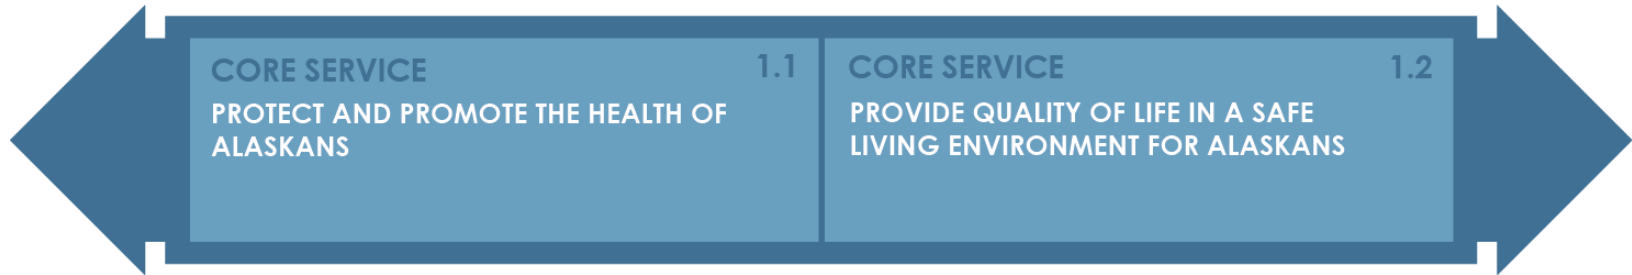 CORE SERVICE 1.1
PROTECT AND PROMOTE THE HEALTH OF
ALASKANS
CORE SERVICE 1.2
PROVIDE QUALITY OF LIFE IN A SAFE
LIVING ENVIRONMENT FOR ALASKANS